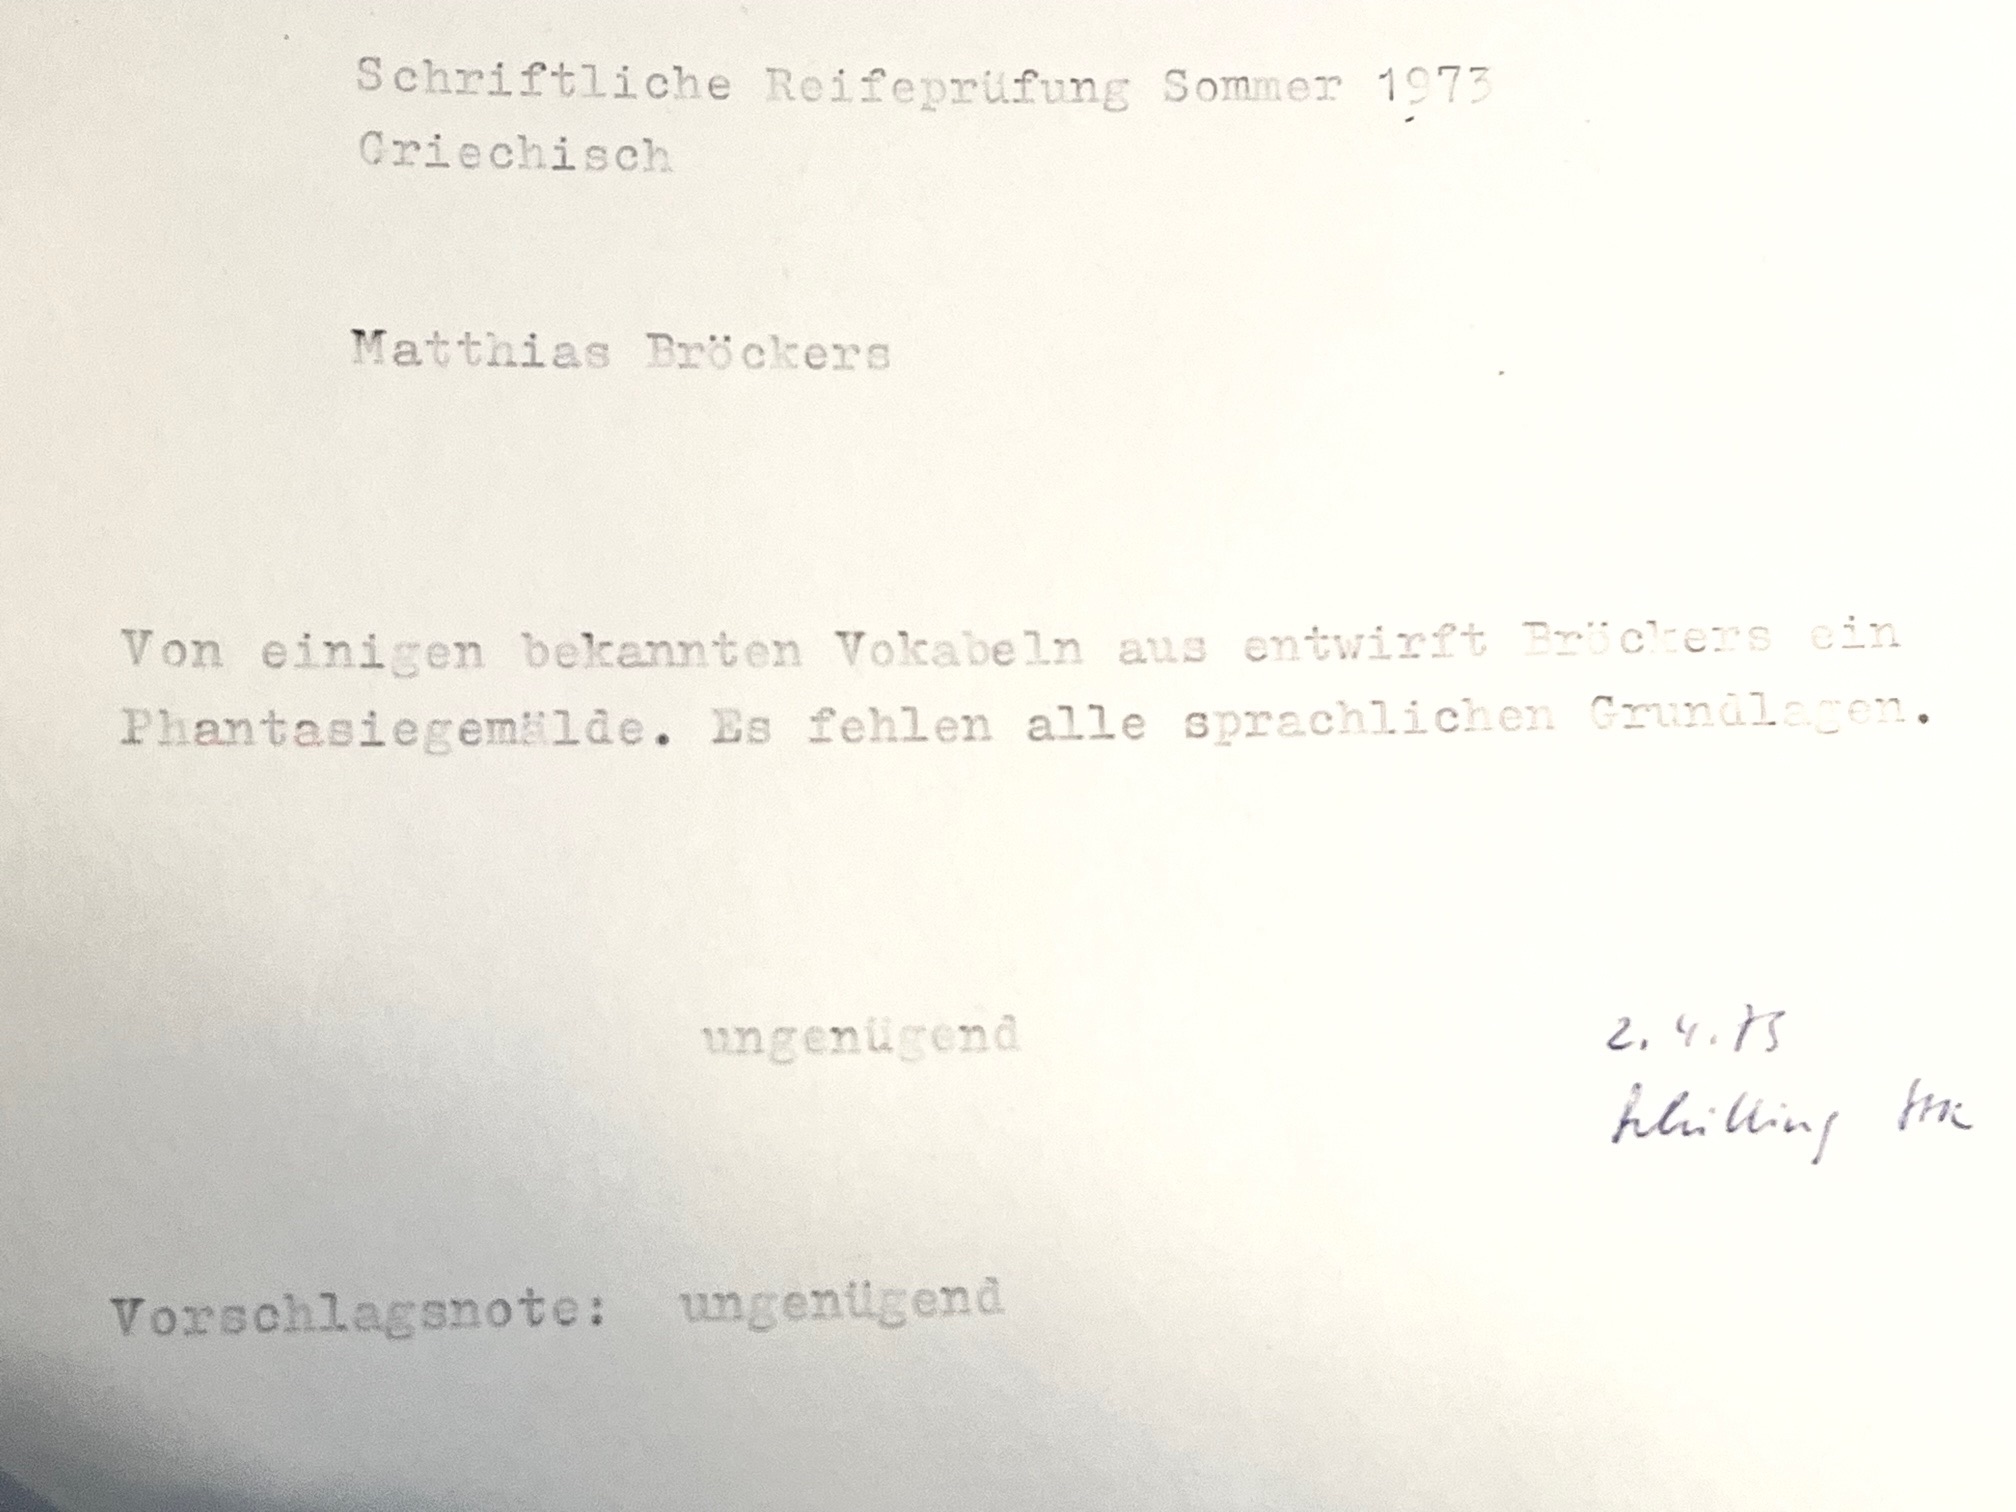 Schriftliche Reifeprüfung Sommer 1973
Griechisch
Matthias Bröckers
Von einigen bekannten Vokabeln aus entwirft Bröckers ein
Phantasiegemälde. Es fehlen alle sprachlichen Grundlagen.
ungenügend
2.4.73
Schilling
Vorschlagsnote: ungenügend